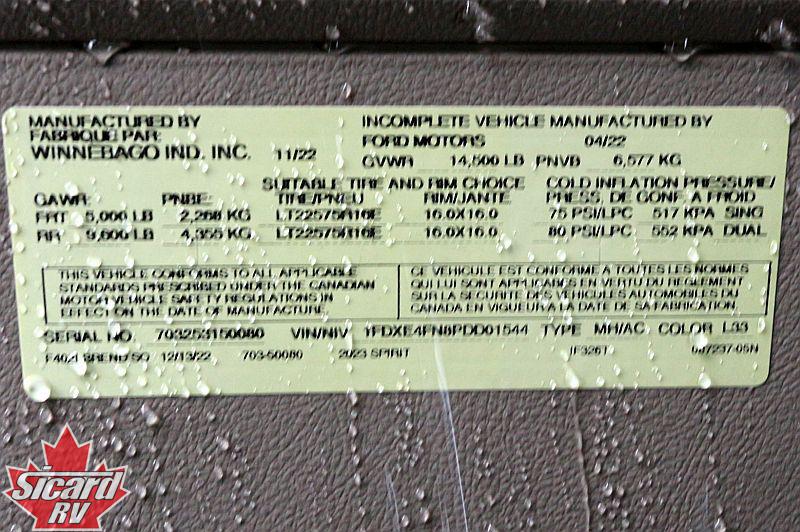 MANUFACTURED BY
FABRIQUE PAR:
WINNEBAGO IND. INC. 11/22
INCOMPLETE VEHICLE MANUFACTURED BY
FORD MOTORS 04/22
GVWR 14,500 LB PNVB 6,577 KG
SUITABLE TIRE AND RIM CHOICE COLD INFLATION PRESSURE/
GAWR: PNBE: TIRE/PNEU RIM/JANTE PRESS. DE GONF. A FROID
FRT 5,000 LB 2,268 KG LT22575R16E 16.0X16.0 75 PSI/LPC 517 KPA SING
RR 9,600 LB 4,355 KG LT22575R16E 16.0X16.0 80 PSI/LPC 552 KPA DUAL
THIS VEHICLE CONFORMS TO ALL APPLICABLE
STANDARDS PRESCRIBED UNDER THE CANADIAN
MOTOR VEHICLE SAFETY REGULATIONS IN
EFFECT ON THE DATE OF MANUFACTURE
CE VEHICULE EST CONFORME A TOUTES LES NORMES
QUI LUI SONT APPLICABLES EN VERTU DU REGLEMENT
SUR LA SECURITE DES VEHICULES AUTOMOBILES DU
CANADA EN VIGUEUR A LA DATE DE SA FABRICATION.
SERIAL NO. 703253150080 VIN/NIV 1FDXE4FN8PDD01544 TYPE MH/AC COLOR L33
12/13/22 703-50080 2023 SPIRIT IF326T
Sicard
RV